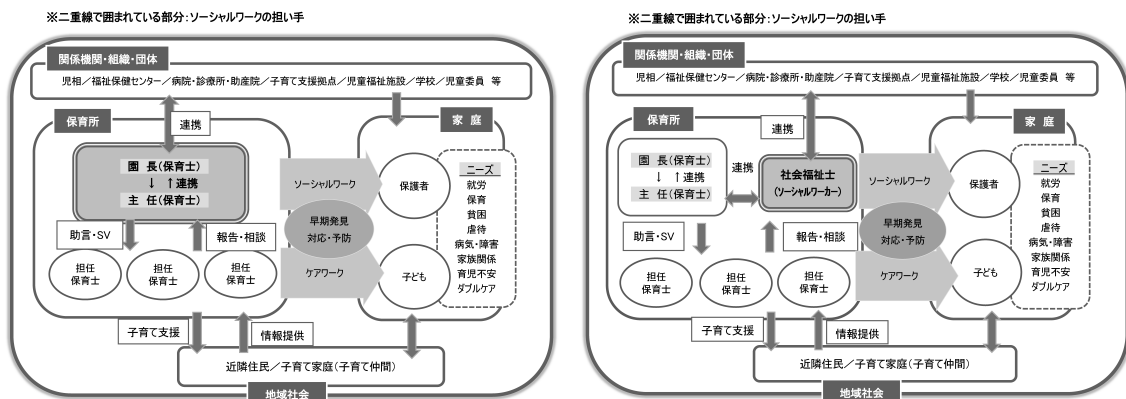 ※二重線で囲まれている部分:ソーシャルワークの担い手
関係機関・組織・団体
児相/福祉保健センター/病院・診療所・助産院/子育て支援拠点/児童福祉施設/学校/児童委員 等
保育所
連携
家 庭
園 長(保育士)
↓ ↑連携
主 任(保育士)
ソーシャルワーク
保護者
早期発見
対応・予防
ケアワーク
子ども
ニーズ
就労
保育
貧困
虐待
病気・障害
家族関係
育児不安
ダブルケア
助言・SV
報告・相談
担任
保育士
担任
保育士
担任
保育士
子育て支援
情報提供
近隣住民/子育て家庭(子育て仲間)
地域社会
※二重線で囲まれている部分:ソーシャルワークの担い手
関係機関・組織・団体
児相/福祉保健センター/病院・診療所・助産院/子育て支援拠点/児童福祉施設/学校/児童委員 等
保育所
連携
家 庭
園 長(保育士)
↓ ↑連携
主 任(保育士)
連携
社会福祉士
(ソーシャルワーカー)
ソーシャルワーク
保護者
早期発見
対応・予防
ケアワーク
子ども
ニーズ
就労
保育
貧困
虐待
病気・障害
家族関係
育児不安
ダブルケア
助言・SV
報告・相談
担任
保育士
担任
保育士
担任
保育士
子育て支援
情報提供
近隣住民/子育て家庭(子育て仲間)
地域社会